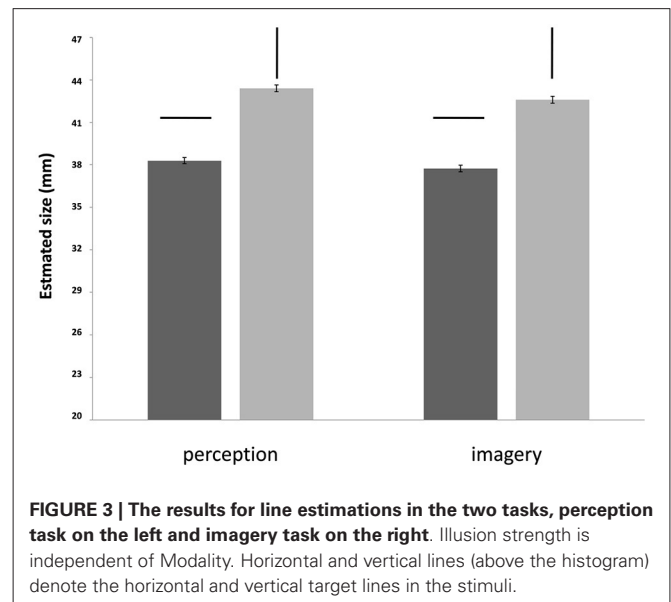 47
44
41
38
35
32
29
26
23
20
Estmated size (mm)
perception
imagery
FIGURE 3 | The results for line estimations in the two tasks, perception
task on the left and imagery task on the right. Illusion strength is
independent of Modality. Horizontal and vertical lines (above the histogram)
denote the horizontal and vertical target lines in the stimuli.